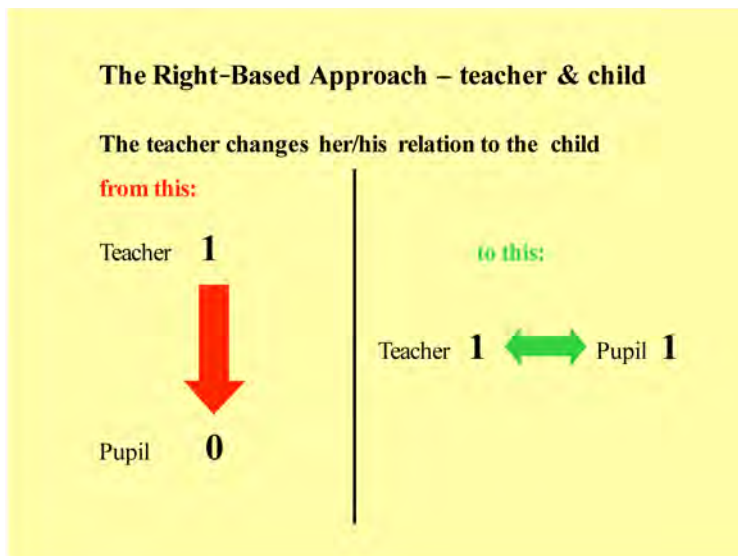 The Right-Based Approach – teacher & child
The teacher changes her/his relation to the child
from this:
Teacher 1
Pupil 0
to this:
Teacher 1 Pupil 1